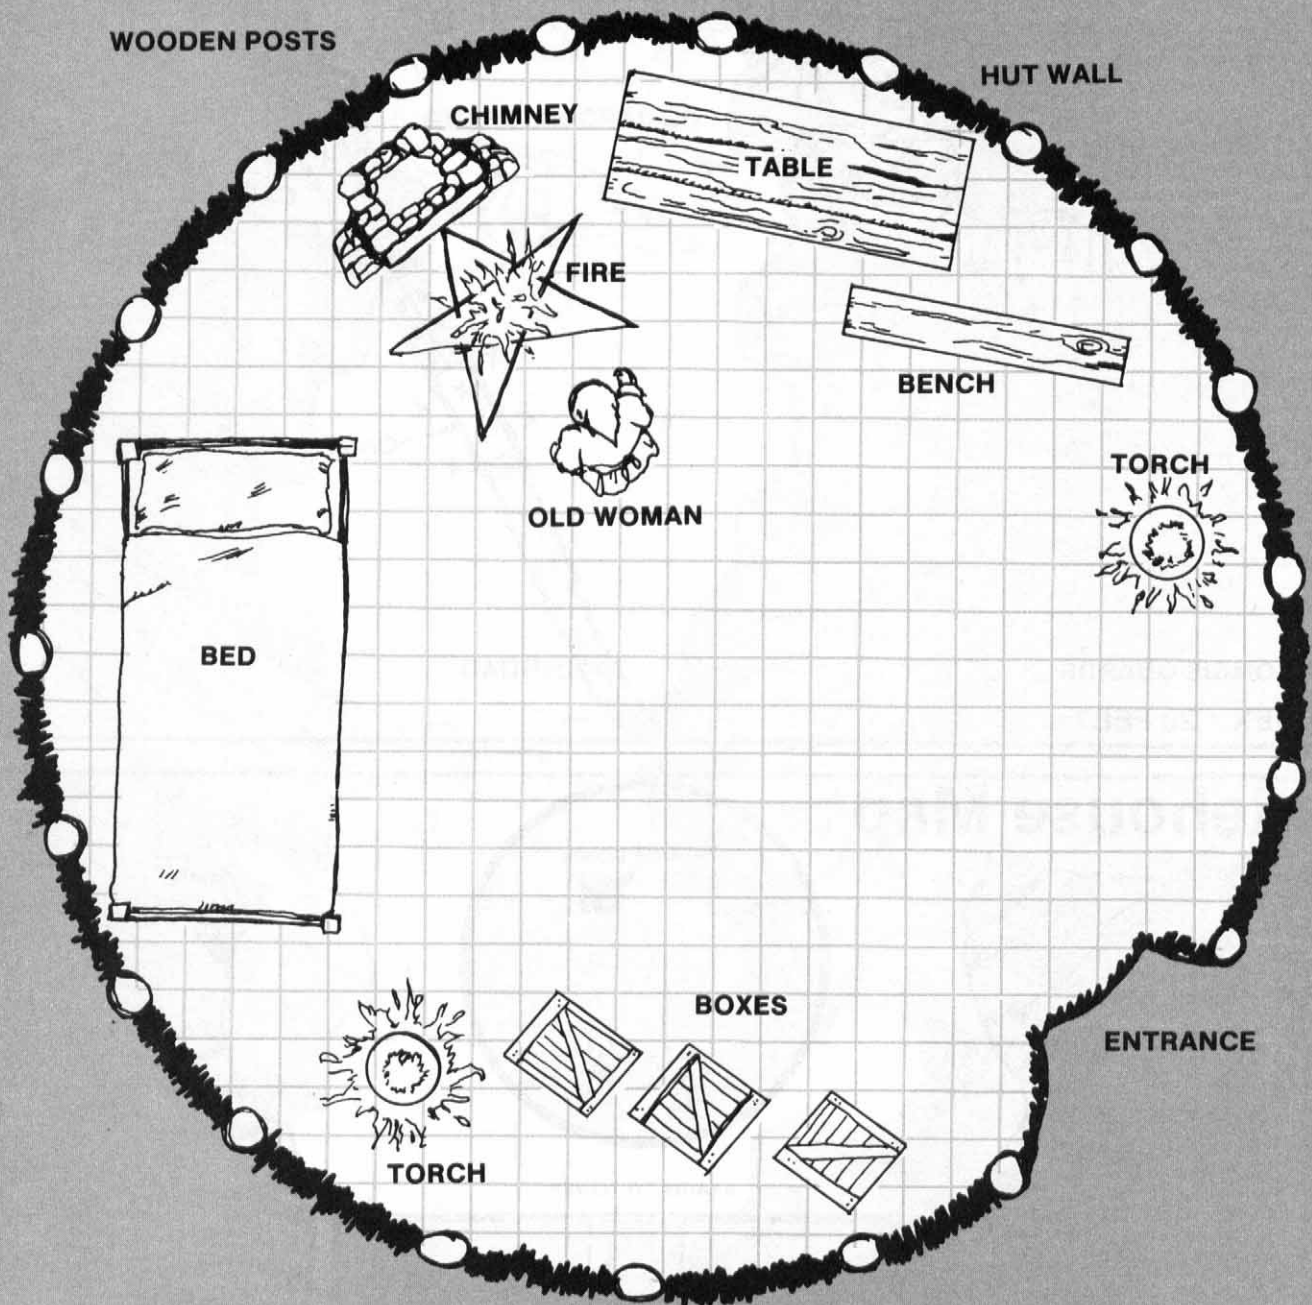 WOODEN POSTS
HUT WALL
CHIMNEY
TABLE
FIRE
BENCH
TORCH
OLD WOMAN
BED
BOXES
ENTRANCE
TORCH